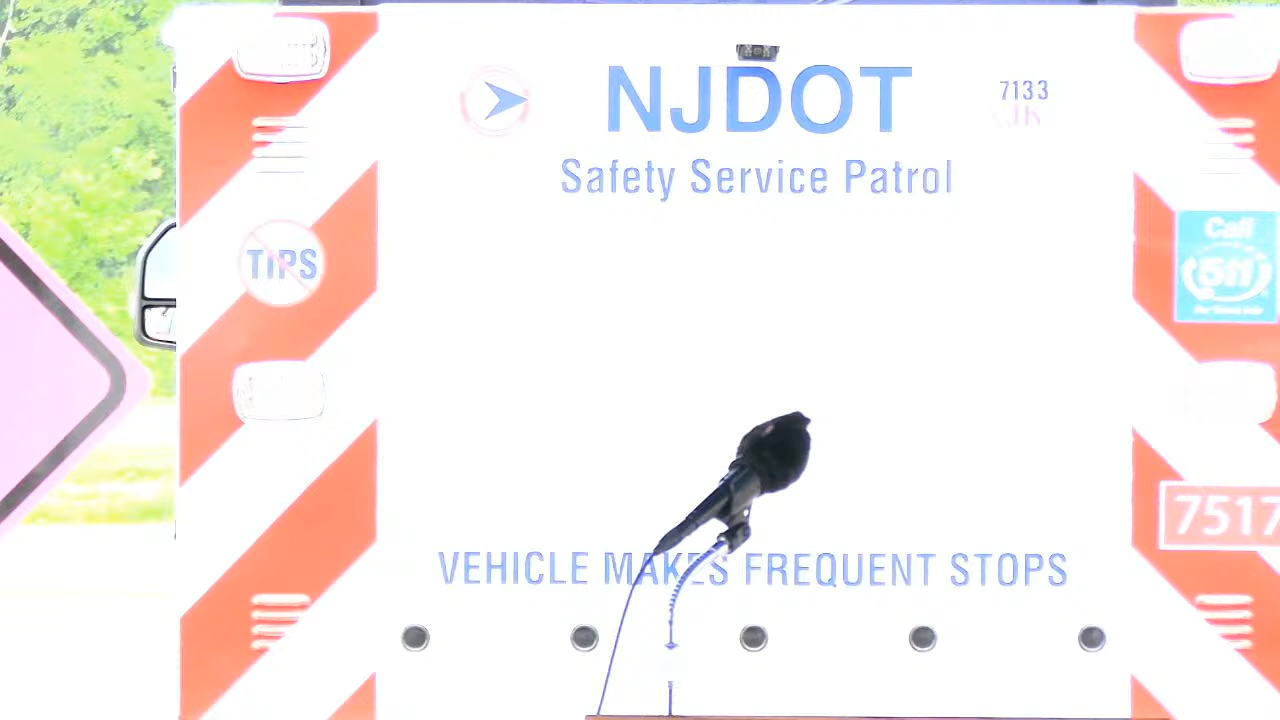 NJDOT
7133
Safety Service Patrol
TIPS
Call
511
VEHICLE MAKES FREQUENT STOPS
7517